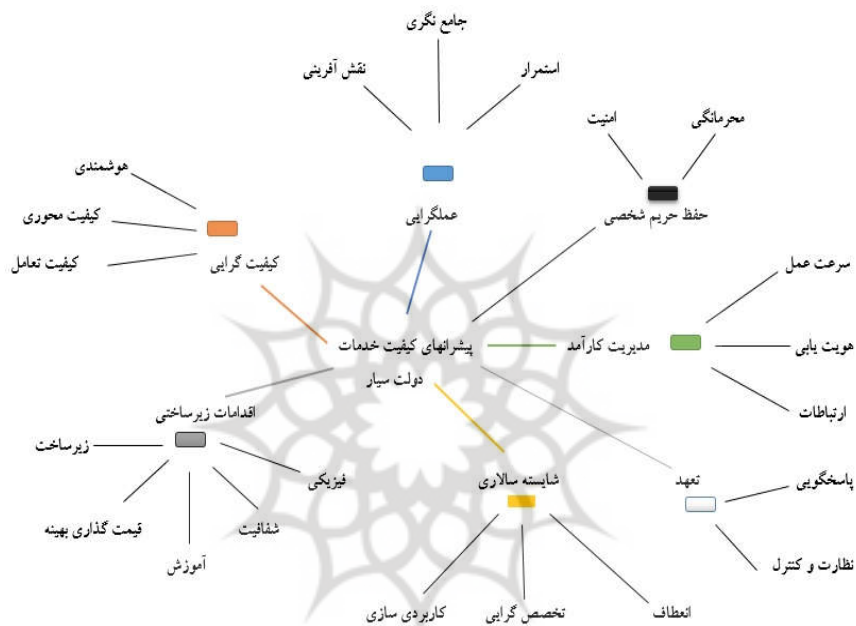 جامع نگری
نقش آفرینی
استمرار
عملگرایی
امنیت
محرمانگی
حفظ حریم شخصی
هوشمندی
کیفیت محوری
کیفیت تعامل
کیفیت گرایی
سرعت عمل
هویت یابی
ارتباطات
مدیریت کارآمد
پیشرانهای کیفیت خدمات
دولت سیار
اقدامات زیرساختی
زیرساخت
قیمت گذاری بهینه
آموزش
شفافیت
فیزیکی
شایسته سالاری
کاربردی سازی
تخصص گرایی
انعطاف
تعهد
پاسخگویی
نظارت و کنترل